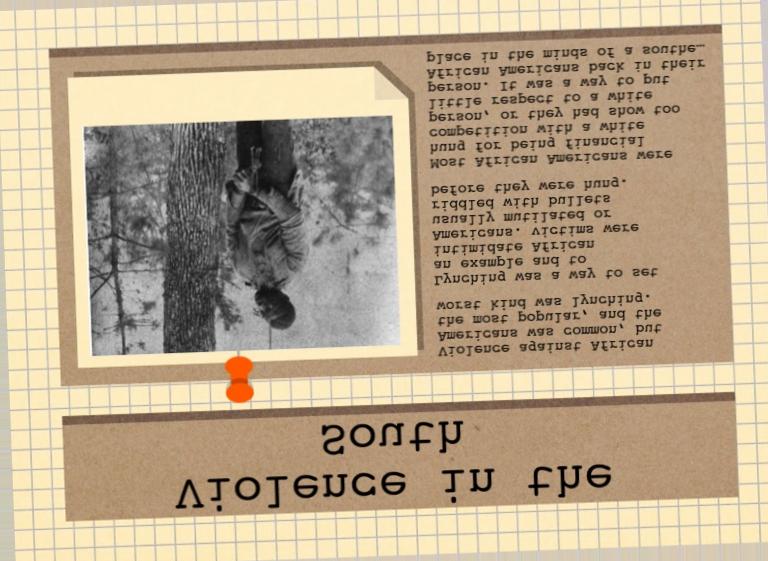 Violence in the
South
Violence against African
Americans was common, but
the most popular, and the
worst kind was lynching.
Lynching was a way to set
an example and to
intimidate African
Americans. Victims were
usually mutilated or
riddled with bullets
before they were hung.
Most African Americans were
hung for being financial
competition with a white
person, or they had show too
little respect to a white
person. It was a way to put
African Americans back in their
place in the minds of a southe…